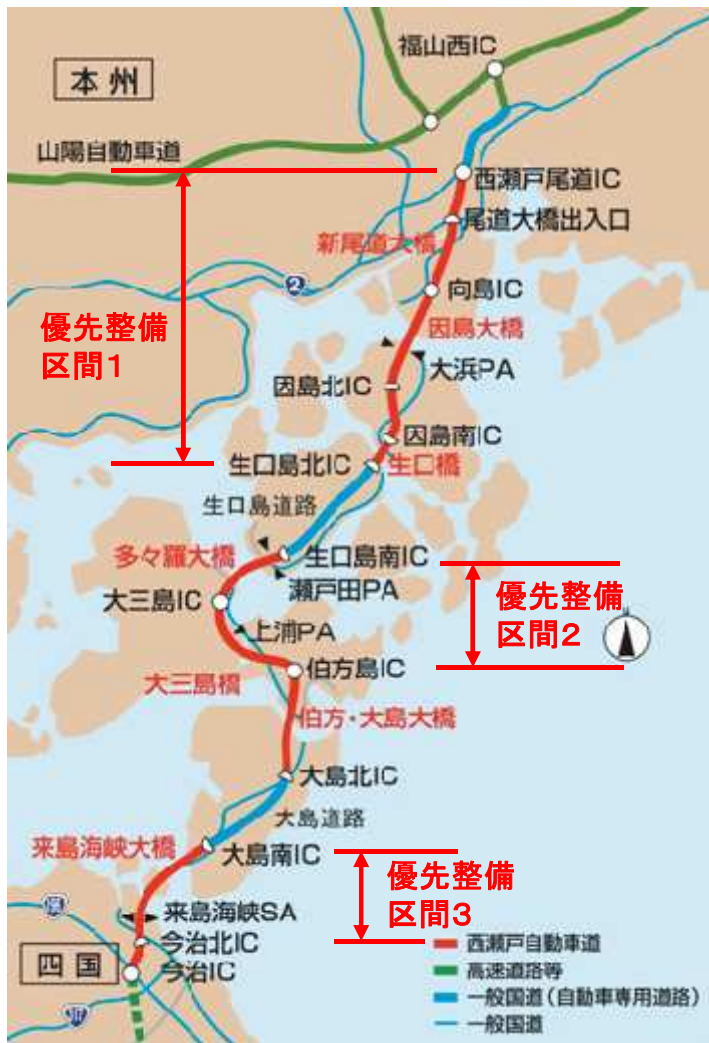 福山西IC
本州
山陽自動車道
西瀬戸尾道IC
尾道大橋出入口
新尾道大橋
2
向島IC
優先整備
区間1
因島大橋
大浜PA
因島北IC
因島南IC
生口島北IC
生口橋
生口島道路
多々羅大橋
生口島南IC
瀬戸田PA
大三島IC
優先整備
区間2
上浦PA
伯方島IC
大三島橋
伯方・大島大橋
大島北IC
大島道路
来島海峡大橋
大島南IC
優先整備
区間3
来島海峡SA
今治北IC
四国
今治IC
西瀬戸自動車道
高速道路等
一般国道(自動車専用道路)
一般国道